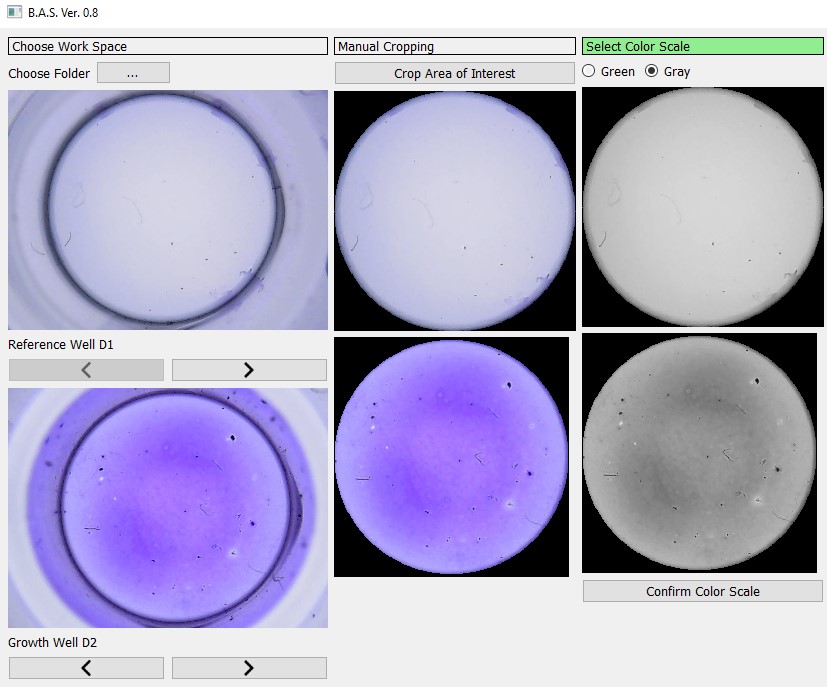 B.A.S. Ver. 0.8
Choose Work Space
Manual Cropping
Select Color Scale
Choose Folder
...
Crop Area of Interest
Green
Gray
Reference Well D1
Confirm Color Scale
Growth Well D2